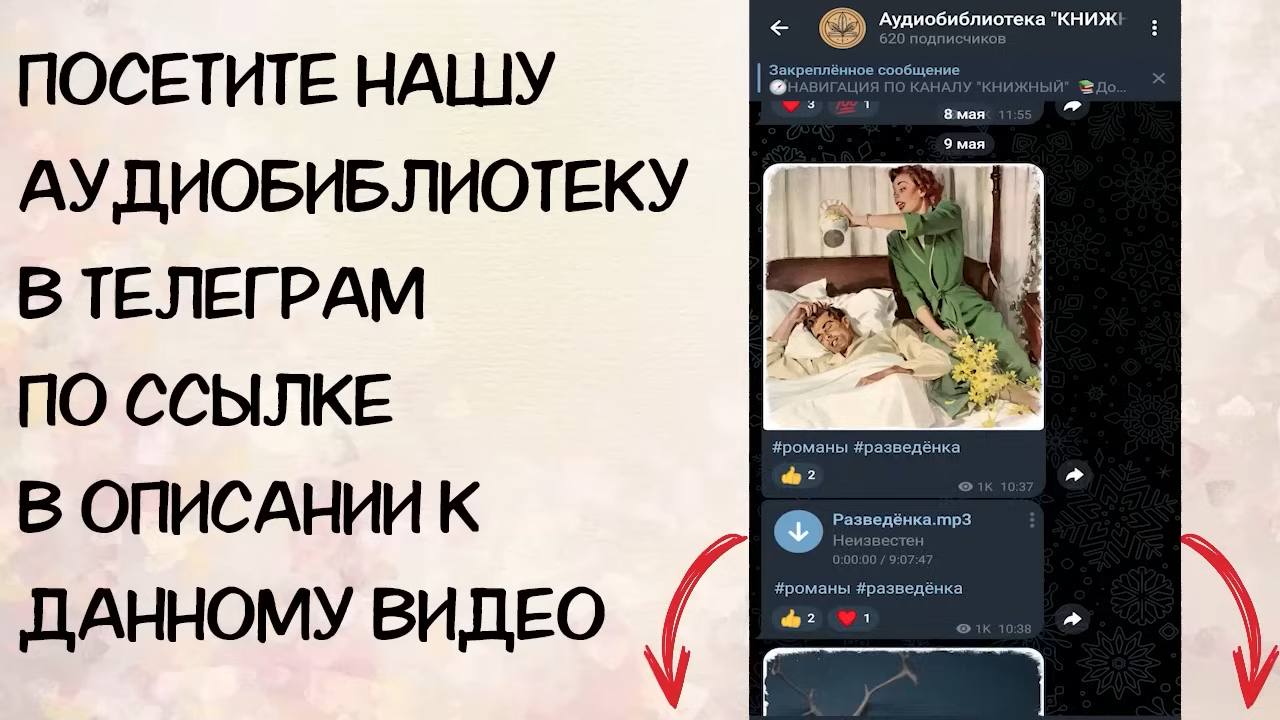 ПОСЕТИТЕ НАШУ
АУДИОБИБЛИОТЕКУ
В ТЕЛЕГРАМ
ПО ССЫЛКЕ
В ОПИСАНИИ К
ДАННОМУ ВИДЕО
Аудиобиблиотека "КНИЖН
620 подписчиков
Закреплённое сообщение
НАВИГАЦИЯ ПО КАНАЛУ "КНИЖНЫЙ" 📚До...
3 1 8 мая 11:55
9 мая
#романы #разведёнка
👍 2
1K 10:37
Разведёнка.mp3
Неизвестен
0:00:00 / 9:07:47
#романы #разведёнка
👍 2 ❤ 1
1K 10:38